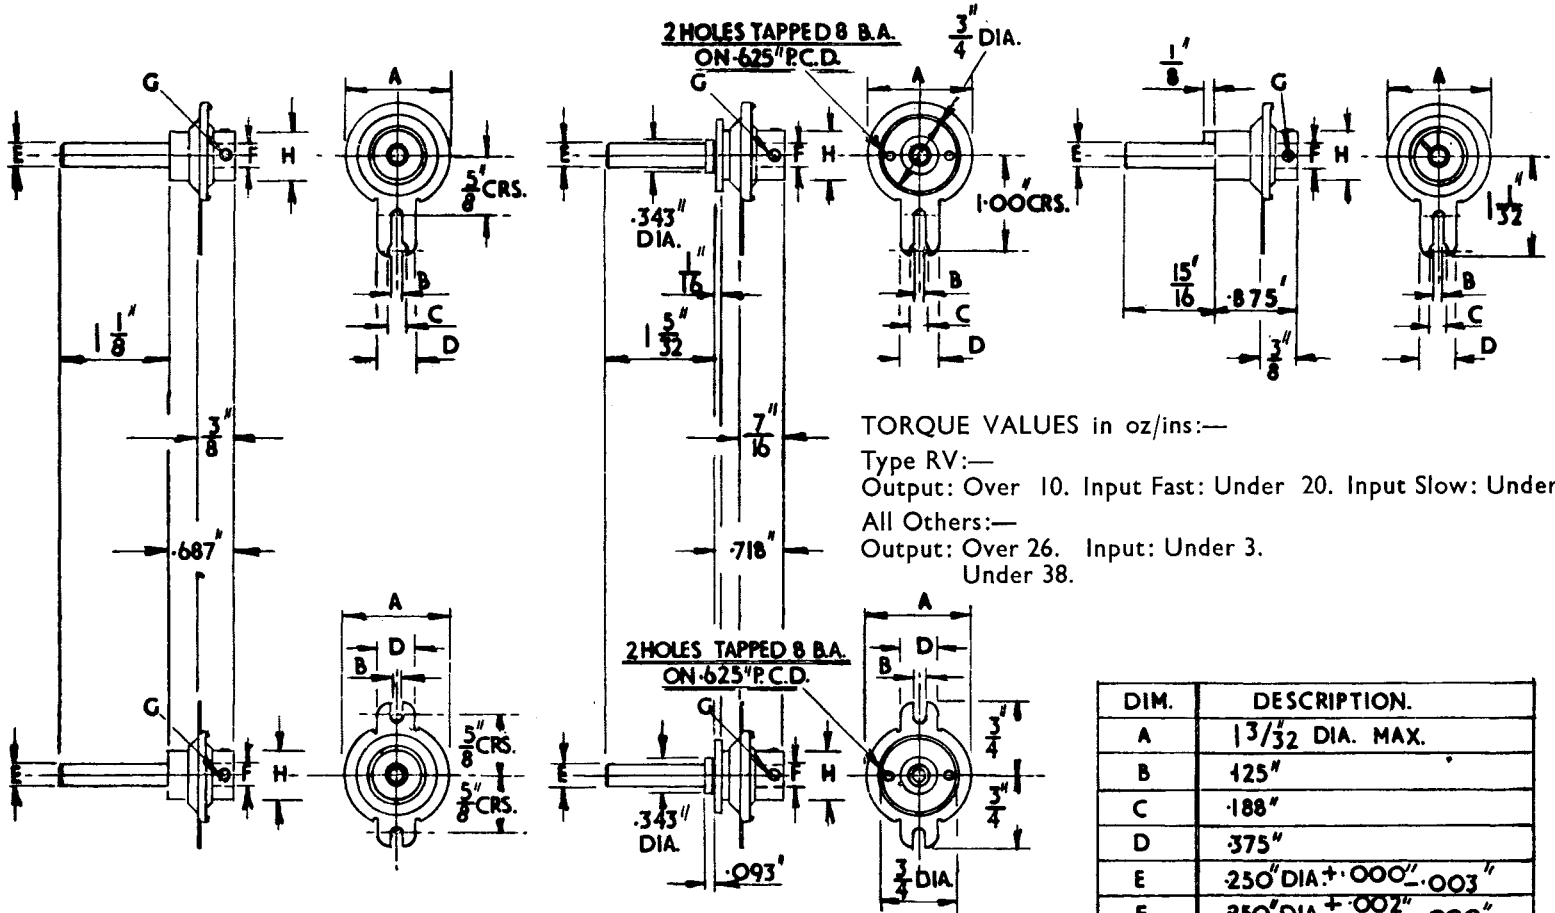 2 HOLES TAPPED 8 B.A.
ON .625" P.C.D.
3/4" DIA.
G
A
E
F
H
5/8" CRS.
B
C
D
1 1/8"
3/8"
.687"
G
A
E
F
H
.343"
DIA.
1/16"
1 5/32"
1.00" CRS.
B
C
D
7/16"
.718"
1/8"
G
A
E
F
H
1 1/32"
15/16"
.875"
3/8"
B
C
D
TORQUE VALUES in oz/ins:—
Type RV:—
Output: Over 10. Input Fast: Under 20. Input Slow: Under
All Others:—
Output: Over 26. Input: Under 3.
Under 38.
A
D
B
G
E
F
H
5/8" CRS.
5/8" CRS.
2 HOLES TAPPED 8 B.A.
ON .625" P.C.D.
A
D
B
G
E
F
H
3/4"
3/4"
.343"
DIA.
.093"
3/4 DIA.
DIM. DESCRIPTION.
A 1 3/32" DIA. MAX.
B .125"
C .188"
D .375"
E .250" DIA. + .000" - .003"
F .250" DIA + .002" - .000"